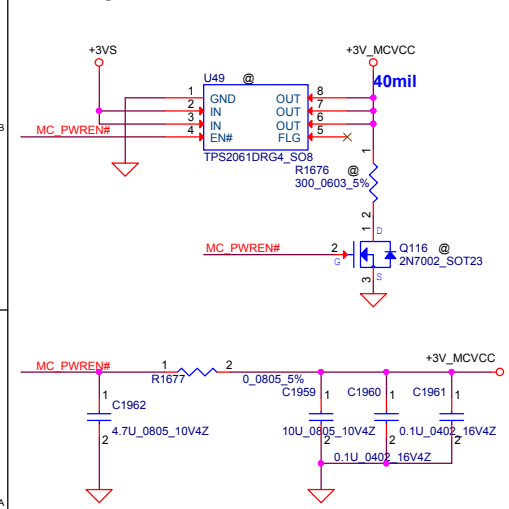 +3VS
+3V_MCVCC
U49 @
40mil
1 GND OUT 8
2 IN OUT 7
3 IN OUT 6
4 EN# FLG 5
MC_PWREN#
TPS2061DRG4_SO8
B
1
R1676 @
300_0603_5%
2
1 D
MC_PWREN# 2 G
Q116 @
2N7002_SOT23
3 S
MC_PWREN#
1 2
R1677 0_0805_5%
+3V_MCVCC
C1962 1
4.7U_0805_10V4Z
2
C1959 1 C1960 1 C1961 1
10U_0805_10V4Z 0.1U_0402_16V4Z
2 2 2
0.1U_0402_16V4Z
A